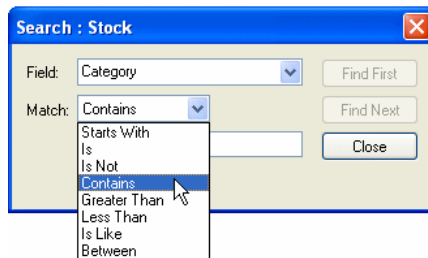 Search : Stock
Field: Category Find First
Match: Contains Find Next
Starts With
Is
Is Not
Contains
Greater Than
Less Than
Is Like
Between
Close